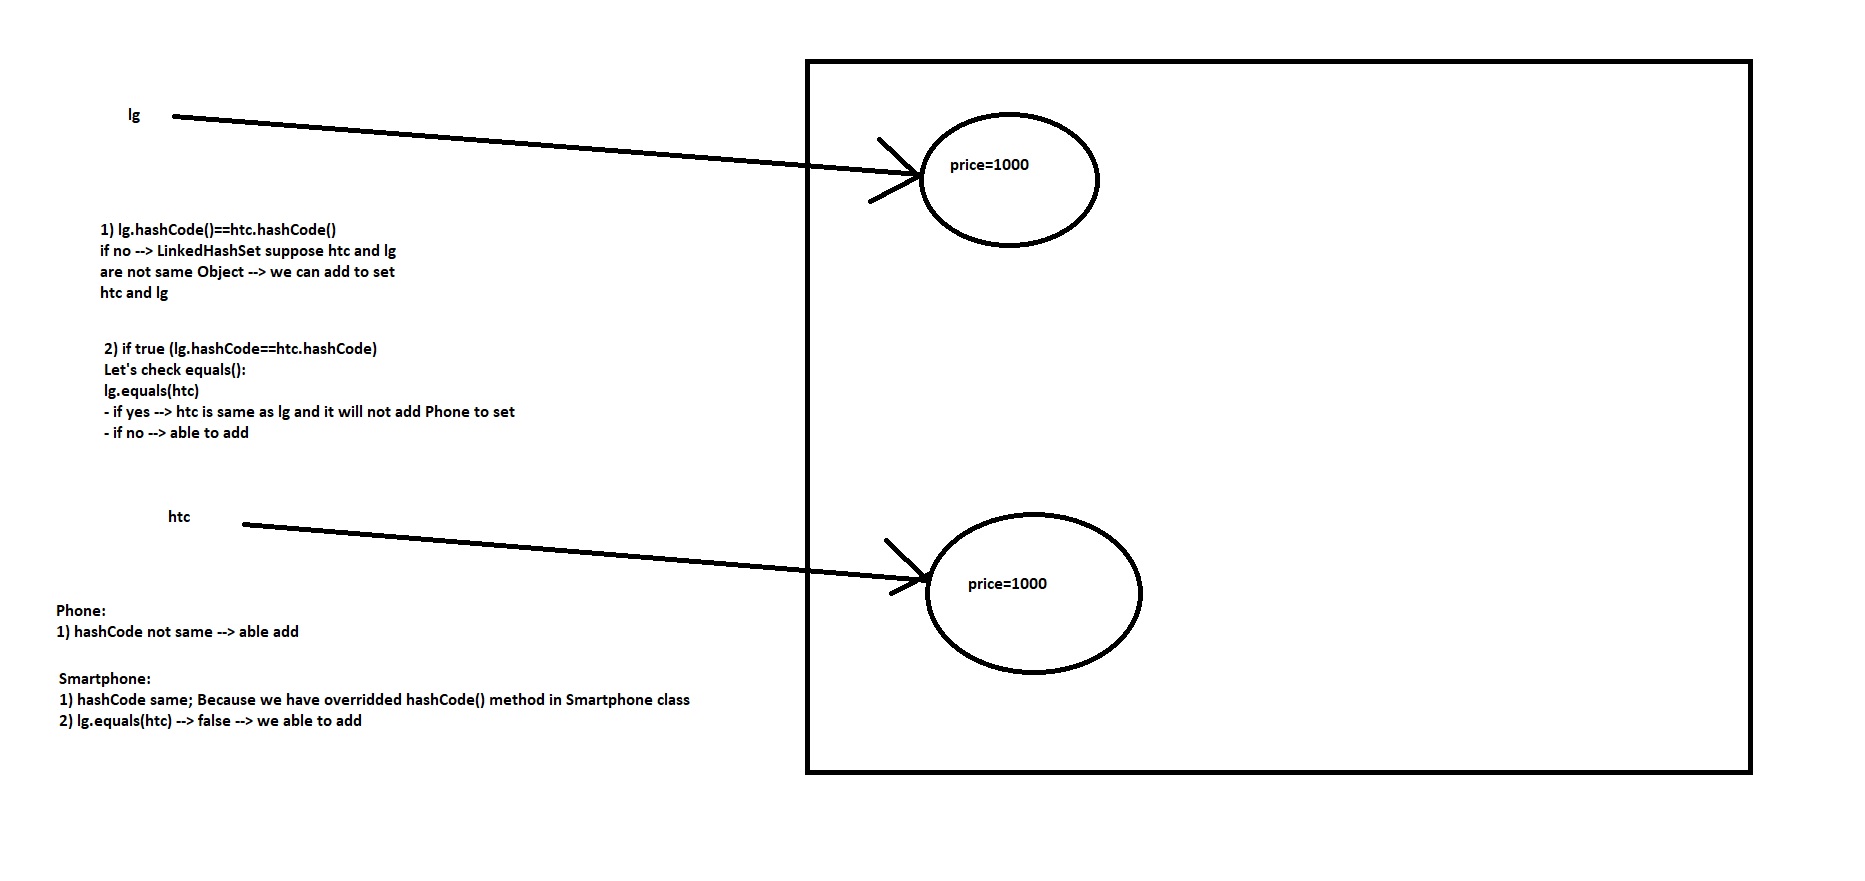 lg
price=1000
1) lg.hashCode()==htc.hashCode()
if no --> LinkedHashSet suppose htc and lg
are not same Object --> we can add to set
htc and lg
2) if true (lg.hashCode==htc.hashCode)
Let's check equals():
lg.equals(htc)
- if yes --> htc is same as lg and it will not add Phone to set
- if no --> able to add
htc
price=1000
Phone:
1) hashCode not same --> able add
Smartphone:
1) hashCode same; Because we have overridded hashCode() method in Smartphone class
2) lg.equals(htc) --> false --> we able to add